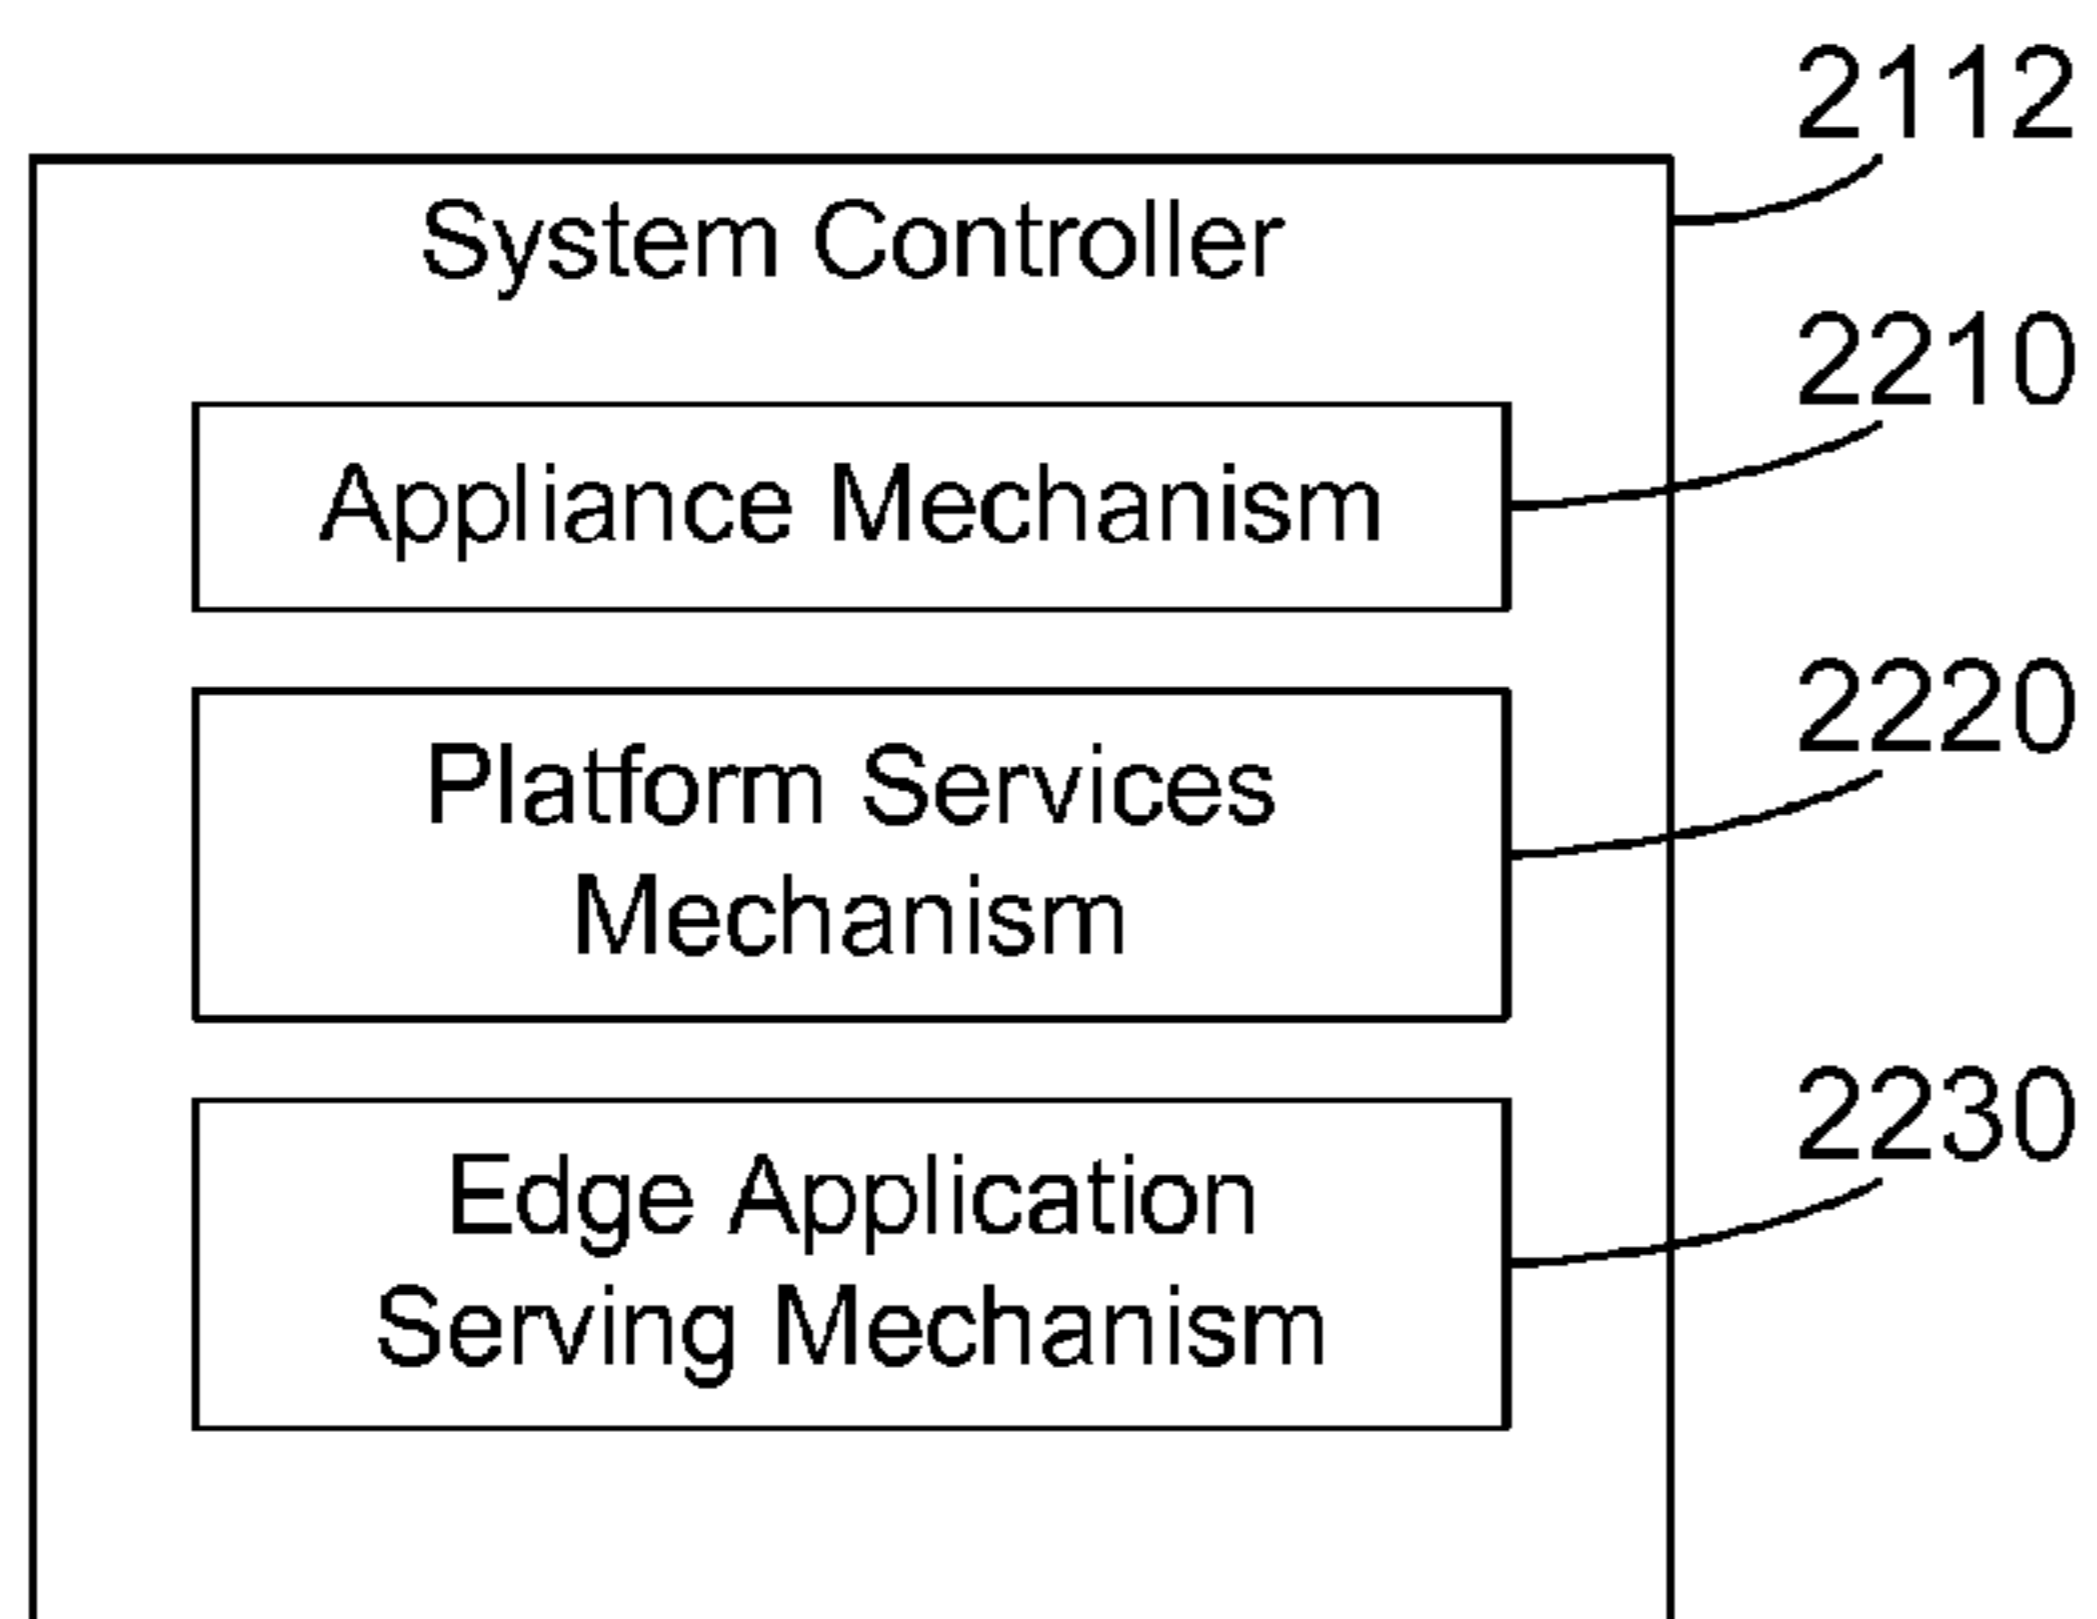 2112
System Controller
2210
Appliance Mechanism
2220
Platform Services
Mechanism
2230
Edge Application
Serving Mechanism